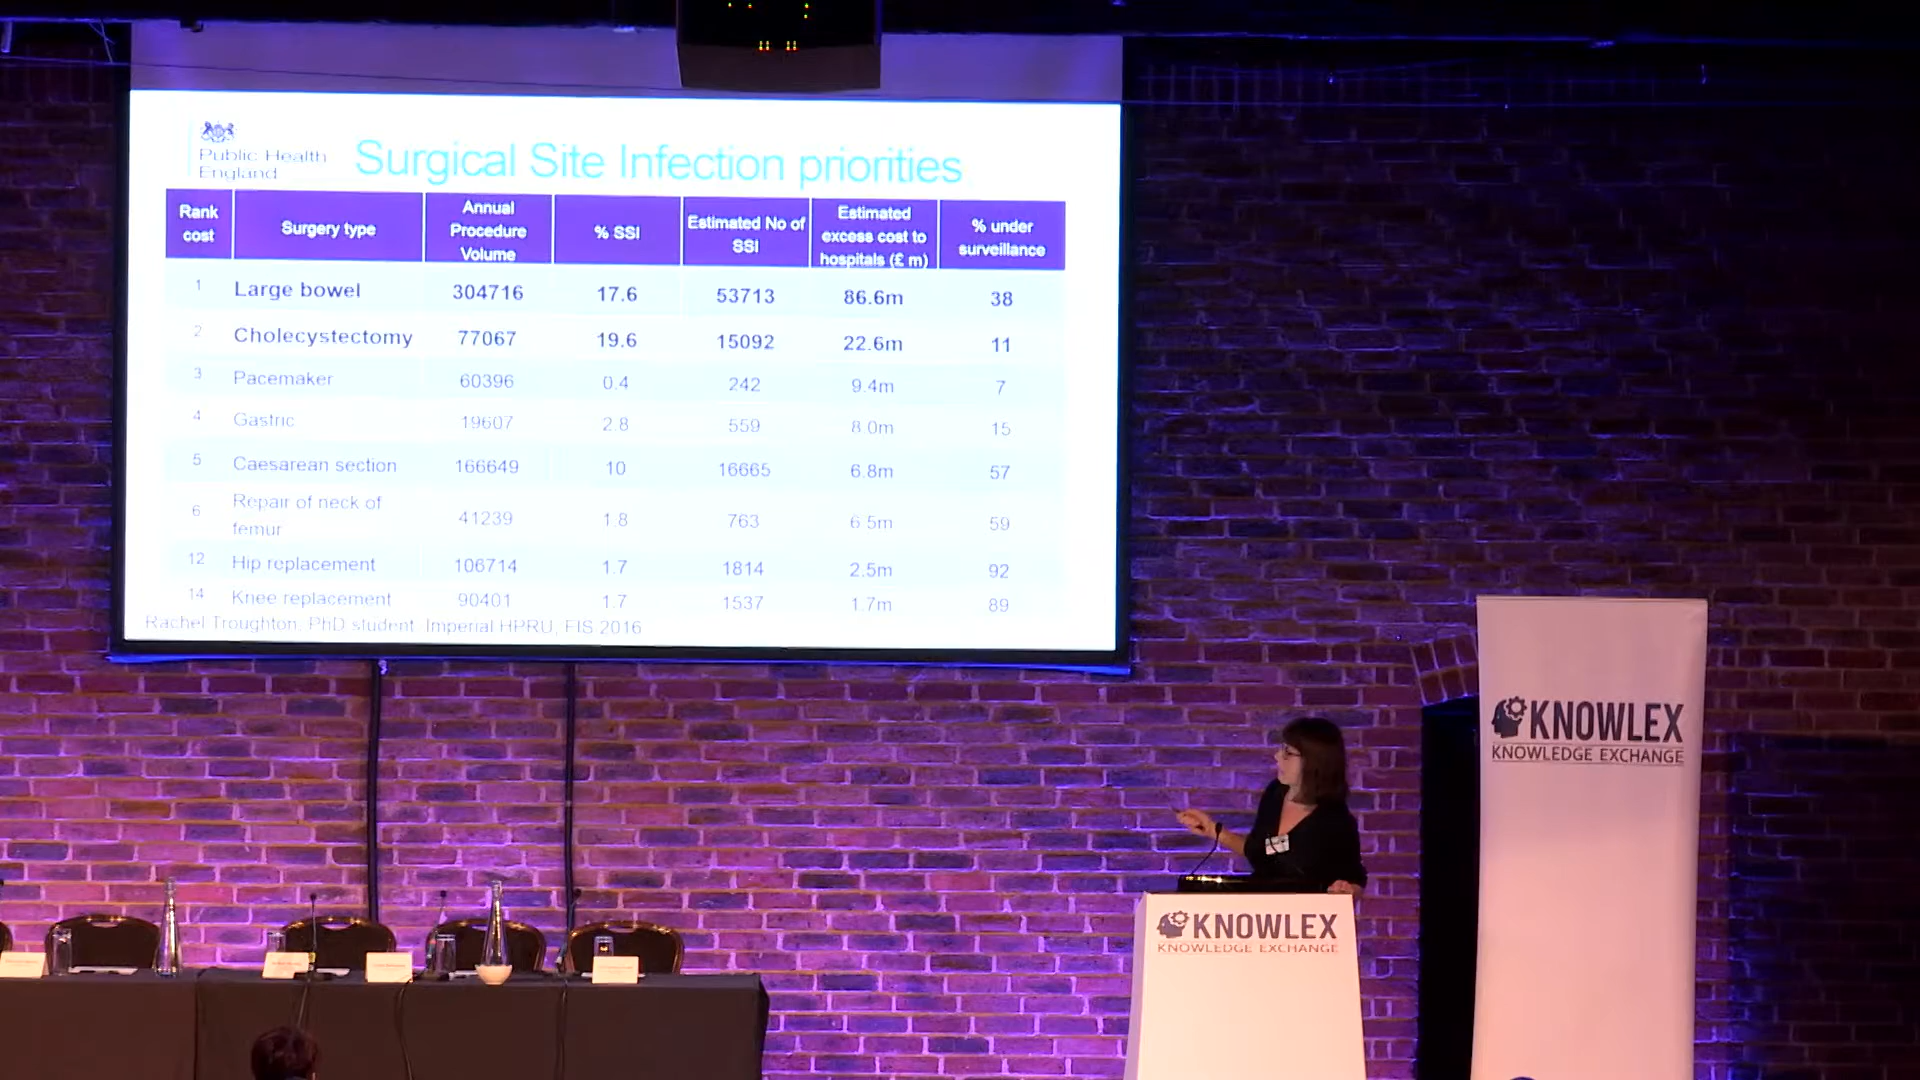 Public Health
England
Surgical Site Infection priorities
Rank cost | Surgery type | Annual Procedure Volume | % SSI | Estimated No of SSI | Estimated excess cost to hospitals (£ m) | % under surveillance
1 Large bowel 304716 17.6 53713 86.6m 38
2 Cholecystectomy 77067 19.6 15092 22.6m 11
3 Pacemaker 60396 0.4 242 9.4m 7
4 Gastric 19607 2.8 559 8.0m 15
5 Caesarean section 166649 10 16665 6.8m 57
6 Repair of neck of femur 41239 1.8 763 6.5m 59
12 Hip replacement 106714 1.7 1814 2.5m 92
14 Knee replacement 90401 1.7 1537 1.7m 89
Rachel Troughton, PhD student Imperial HPRU, FIS 2016
KNOWLEX
KNOWLEDGE EXCHANGE
KNOWLEX
KNOWLEDGE EXCHANGE